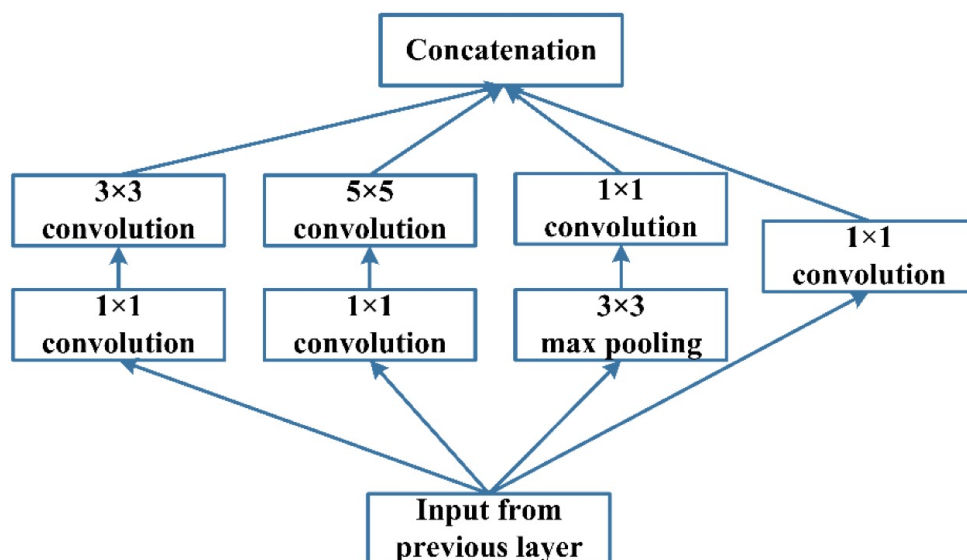 Concatenation
3×3
convolution
5×5
convolution
1×1
convolution
1×1
convolution
1×1
convolution
1×1
convolution
3×3
max pooling
Input from
previous layer